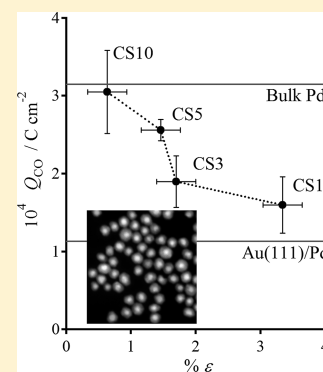 CS10
4
Bulk Pd
3
CS5
10⁴ Q_CO / C cm⁻²
CS3
2
CS1
1
Au(111)/Pd
0
0 1 2 3 4
% ε